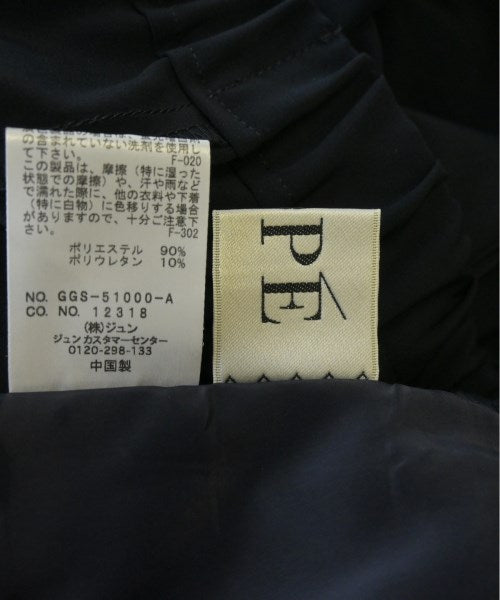 の含まれていない洗剤を使用し
て下さい。 F-020
この製品は、摩擦（特に湿った
状態での摩擦）や、汗や雨など
で濡れた際に、他の衣料や下着
（特に白物）に色移りする場合
がありますので、十分ご注意下
さい。 F-302
ポリエステル 90%
ポリウレタン 10%
NO. GGS-51000-A
CO. NO. 12318
（株）ジュン
ジュン カスタマーセンター
0120-298-133
中国製
PÉ